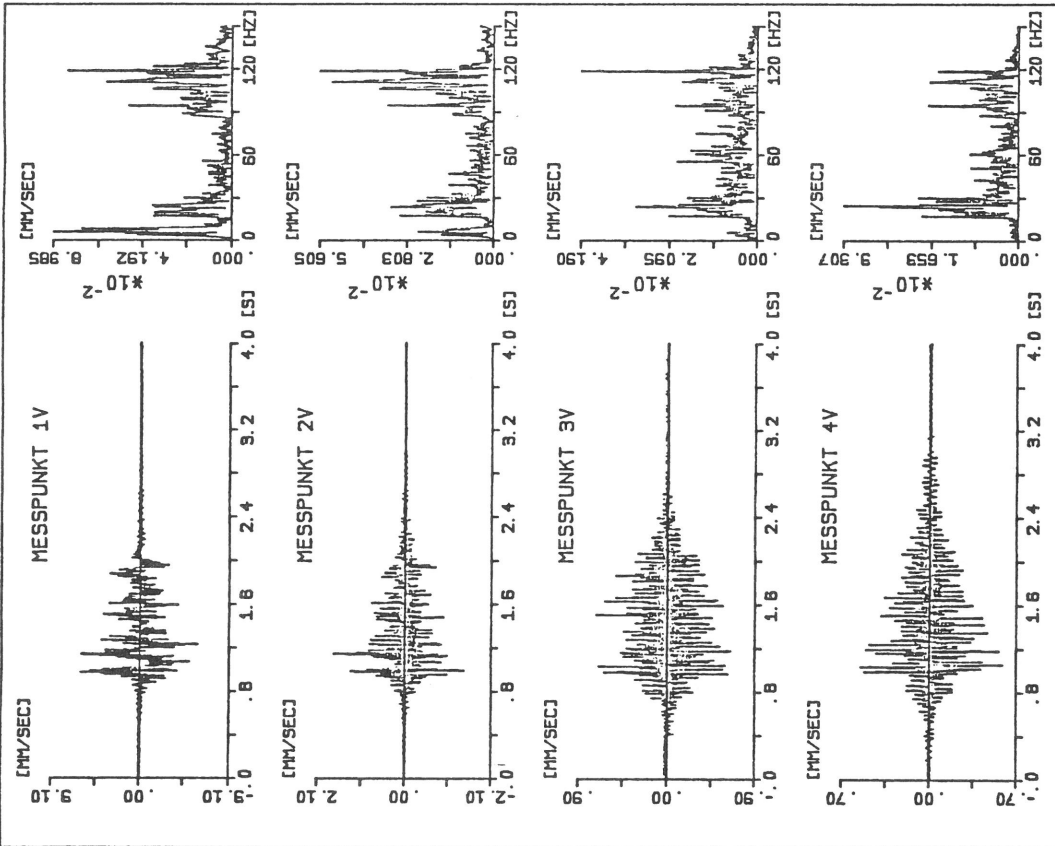 [MM/SEC]
3.10
.00
-3.10
MESSPUNKT 1V
.0 .8 1.6 2.4 3.2 4.0 [S]
[MM/SEC]
8.385
4.192
.000
*10-2
0 60 120 [HZ]
[MM/SEC]
2.10
.00
-2.10
MESSPUNKT 2V
.0 .8 1.6 2.4 3.2 4.0 [S]
[MM/SEC]
5.605
2.803
.000
*10-2
0 60 120 [HZ]
[MM/SEC]
.90
.00
-.90
MESSPUNKT 3V
.0 .8 1.6 2.4 3.2 4.0 [S]
[MM/SEC]
4.190
2.095
.000
*10-2
0 60 120 [HZ]
[MM/SEC]
.70
.00
-.70
MESSPUNKT 4V
.0 .8 1.6 2.4 3.2 4.0 [S]
[MM/SEC]
3.307
1.653
.000
*10-2
0 60 120 [HZ]